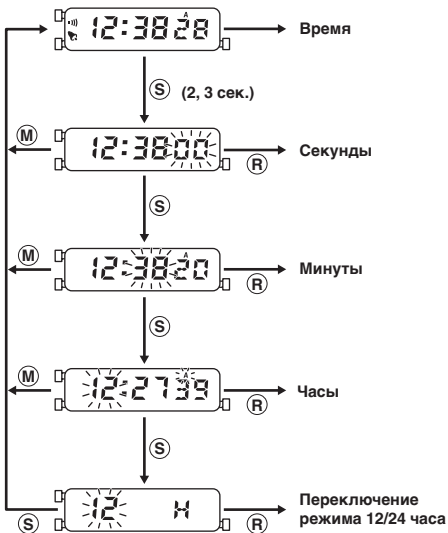 A
12:38 28
Время
S (2, 3 сек.)
M
12:38 00
R
Секунды
S
M
A
12:38 20
R
Минуты
S
M
A
12:27 39
R
Часы
S
S
12 H
R
Переключение
режима 12/24 часа